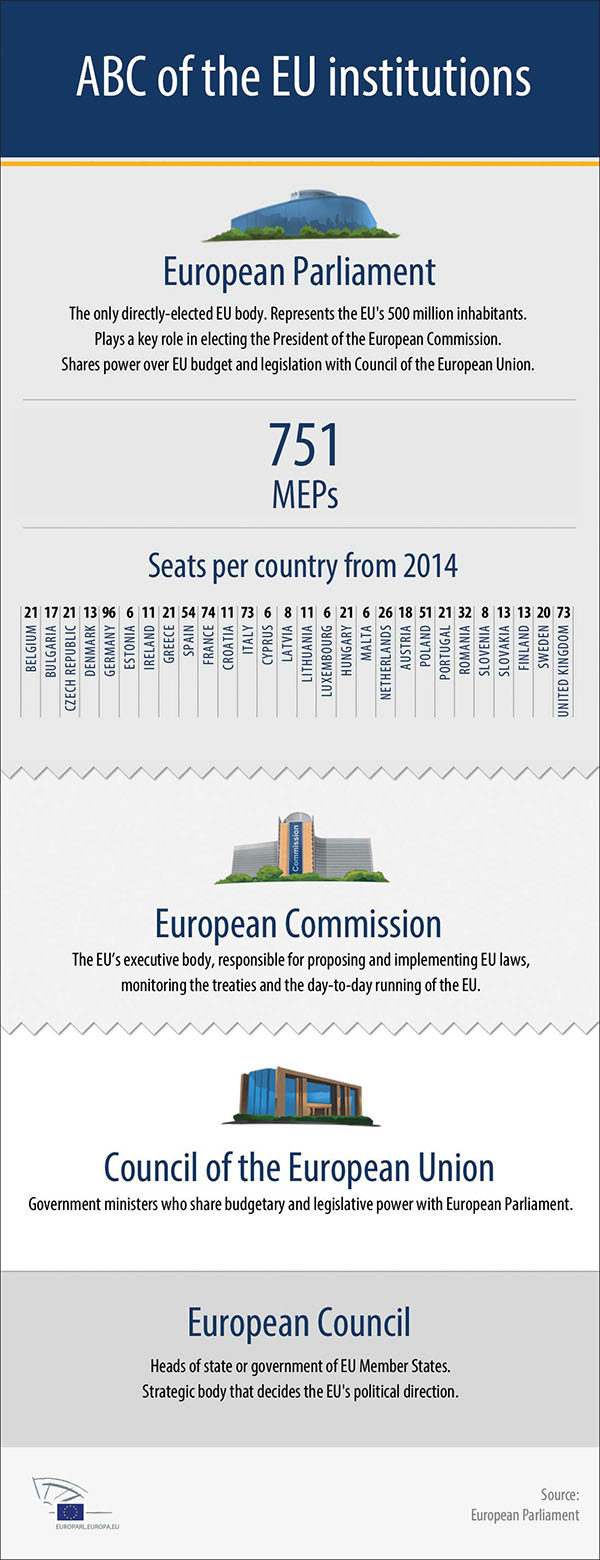 ABC of the EU institutions
European Parliament
The only directly-elected EU body. Represents the EU's 500 million inhabitants.
Plays a key role in electing the President of the European Commission.
Shares power over EU budget and legislation with Council of the European Union.
751
MEPs
Seats per country from 2014
21 17 21 13 96 6 11 21 54 74 11 73 6 8 11 6 21 6 26 18 51 21 32 8 13 13 20 73
BELGIUM
BULGARIA
CZECH REPUBLIC
DENMARK
GERMANY
ESTONIA
IRELAND
GREECE
SPAIN
FRANCE
CROATIA
ITALY
CYPRUS
LATVIA
LITHUANIA
LUXEMBOURG
HUNGARY
MALTA
NETHERLANDS
AUSTRIA
POLAND
PORTUGAL
ROMANIA
SLOVENIA
SLOVAKIA
FINLAND
SWEDEN
UNITED KINGDOM
Commission
European Commission
The EU’s executive body, responsible for proposing and implementing EU laws,
monitoring the treaties and the day-to-day running of the EU.
Council of the European Union
Government ministers who share budgetary and legislative power with European Parliament.
European Council
Heads of state or government of EU Member States.
Strategic body that decides the EU's political direction.
EUROPARL.EUROPA.EU
Source:
European Parliament